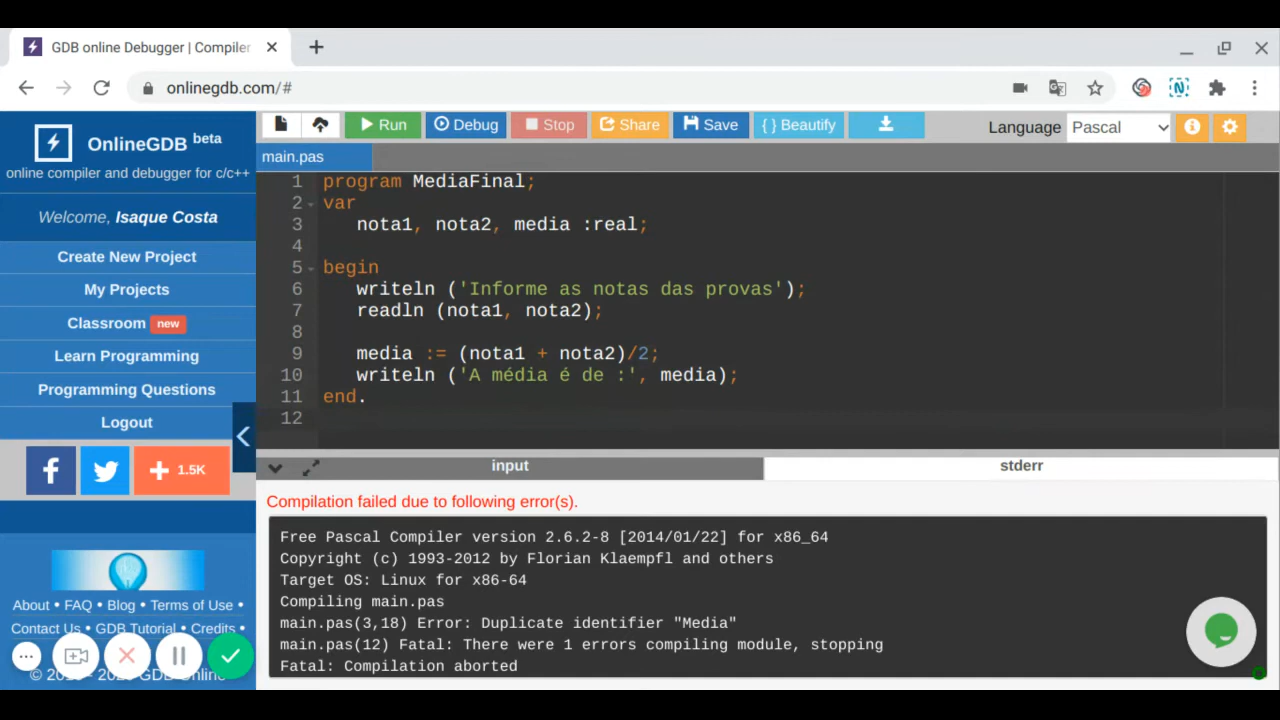 GDB online Debugger | Compiler
onlinegdb.com/#
OnlineGDB beta
online compiler and debugger for c/c++
Welcome, Isaque Costa
Create New Project
My Projects
Classroom new
Learn Programming
Programming Questions
Logout
1.5K
About • FAQ • Blog • Terms of Use •
Contact Us • GDB Tutorial • Credits •
GDB Online
Run
Debug
Stop
Share
Save
{ } Beautify
Language
Pascal
main.pas
1 program MediaFinal;
2 var
3 nota1, nota2, media :real;
4
5 begin
6 writeln ('Informe as notas das provas');
7 readln (nota1, nota2);
8
9 media := (nota1 + nota2)/2;
10 writeln ('A média é de :', media);
11 end.
12
input
stderr
Compilation failed due to following error(s).
Free Pascal Compiler version 2.6.2-8 [2014/01/22] for x86_64
Copyright (c) 1993-2012 by Florian Klaempfl and others
Target OS: Linux for x86-64
Compiling main.pas
main.pas(3,18) Error: Duplicate identifier "Media"
main.pas(12) Fatal: There were 1 errors compiling module, stopping
Fatal: Compilation aborted